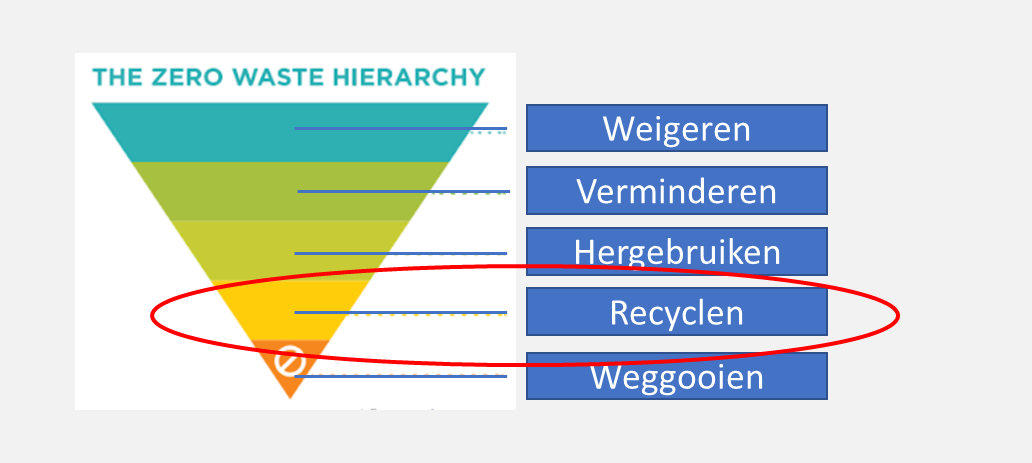 THE ZERO WASTE HIERARCHY
Weigeren
Verminderen
Hergebruiken
Recyclen
Weggooien